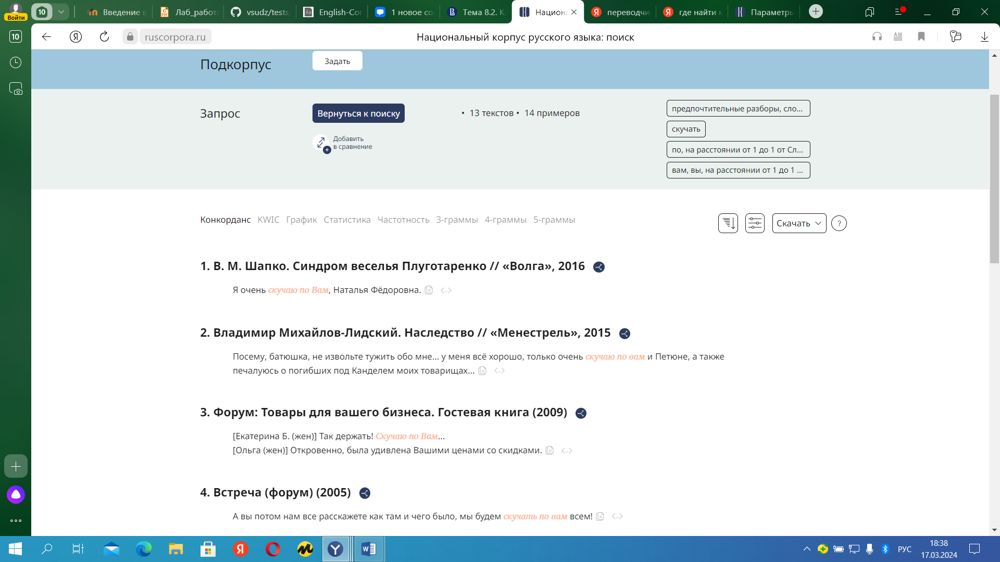 Войти
10
Введение в
Лаб_работ
vsudz/tests
English-Cor
1 новое со
Тема 8.2. К
Национа
переводчи
где найти
Параметры
10
ruscorpora.ru
Национальный корпус русского языка: поиск
Подкорпус
Задать
Запрос
Вернуться к поиску
• 13 текстов • 14 примеров
Добавить
в сравнение
предпочтительные разборы, сло...
скучать
по, на расстоянии от 1 до 1 от Сл...
вам, вы, на расстоянии от 1 до 1 ...
Конкорданс KWIC График Статистика Частотность 3-граммы 4-граммы 5-граммы
Скачать
?
1. В. М. Шапко. Синдром веселья Плуготаренко // «Волга», 2016
Я очень скучаю по Вам, Наталья Фёдоровна.
2. Владимир Михайлов-Лидский. Наследство // «Менестрель», 2015
Посему, батюшка, не извольте тужить обо мне... у меня всё хорошо, только очень скучаю по вам и Петюне, а также
печалуюсь о погибших под Канделем моих товарищах...
3. Форум: Товары для вашего бизнеса. Гостевая книга (2009)
[Екатерина Б. (жен)] Так держать! Скучаю по Вам...
[Ольга (жен)] Откровенно, была удивлена Вашими ценами со скидками.
4. Встреча (форум) (2005)
А вы потом нам все расскажете как там и чего было, мы будем скучать по вам всем!
РУС
18:38
17.03.2024